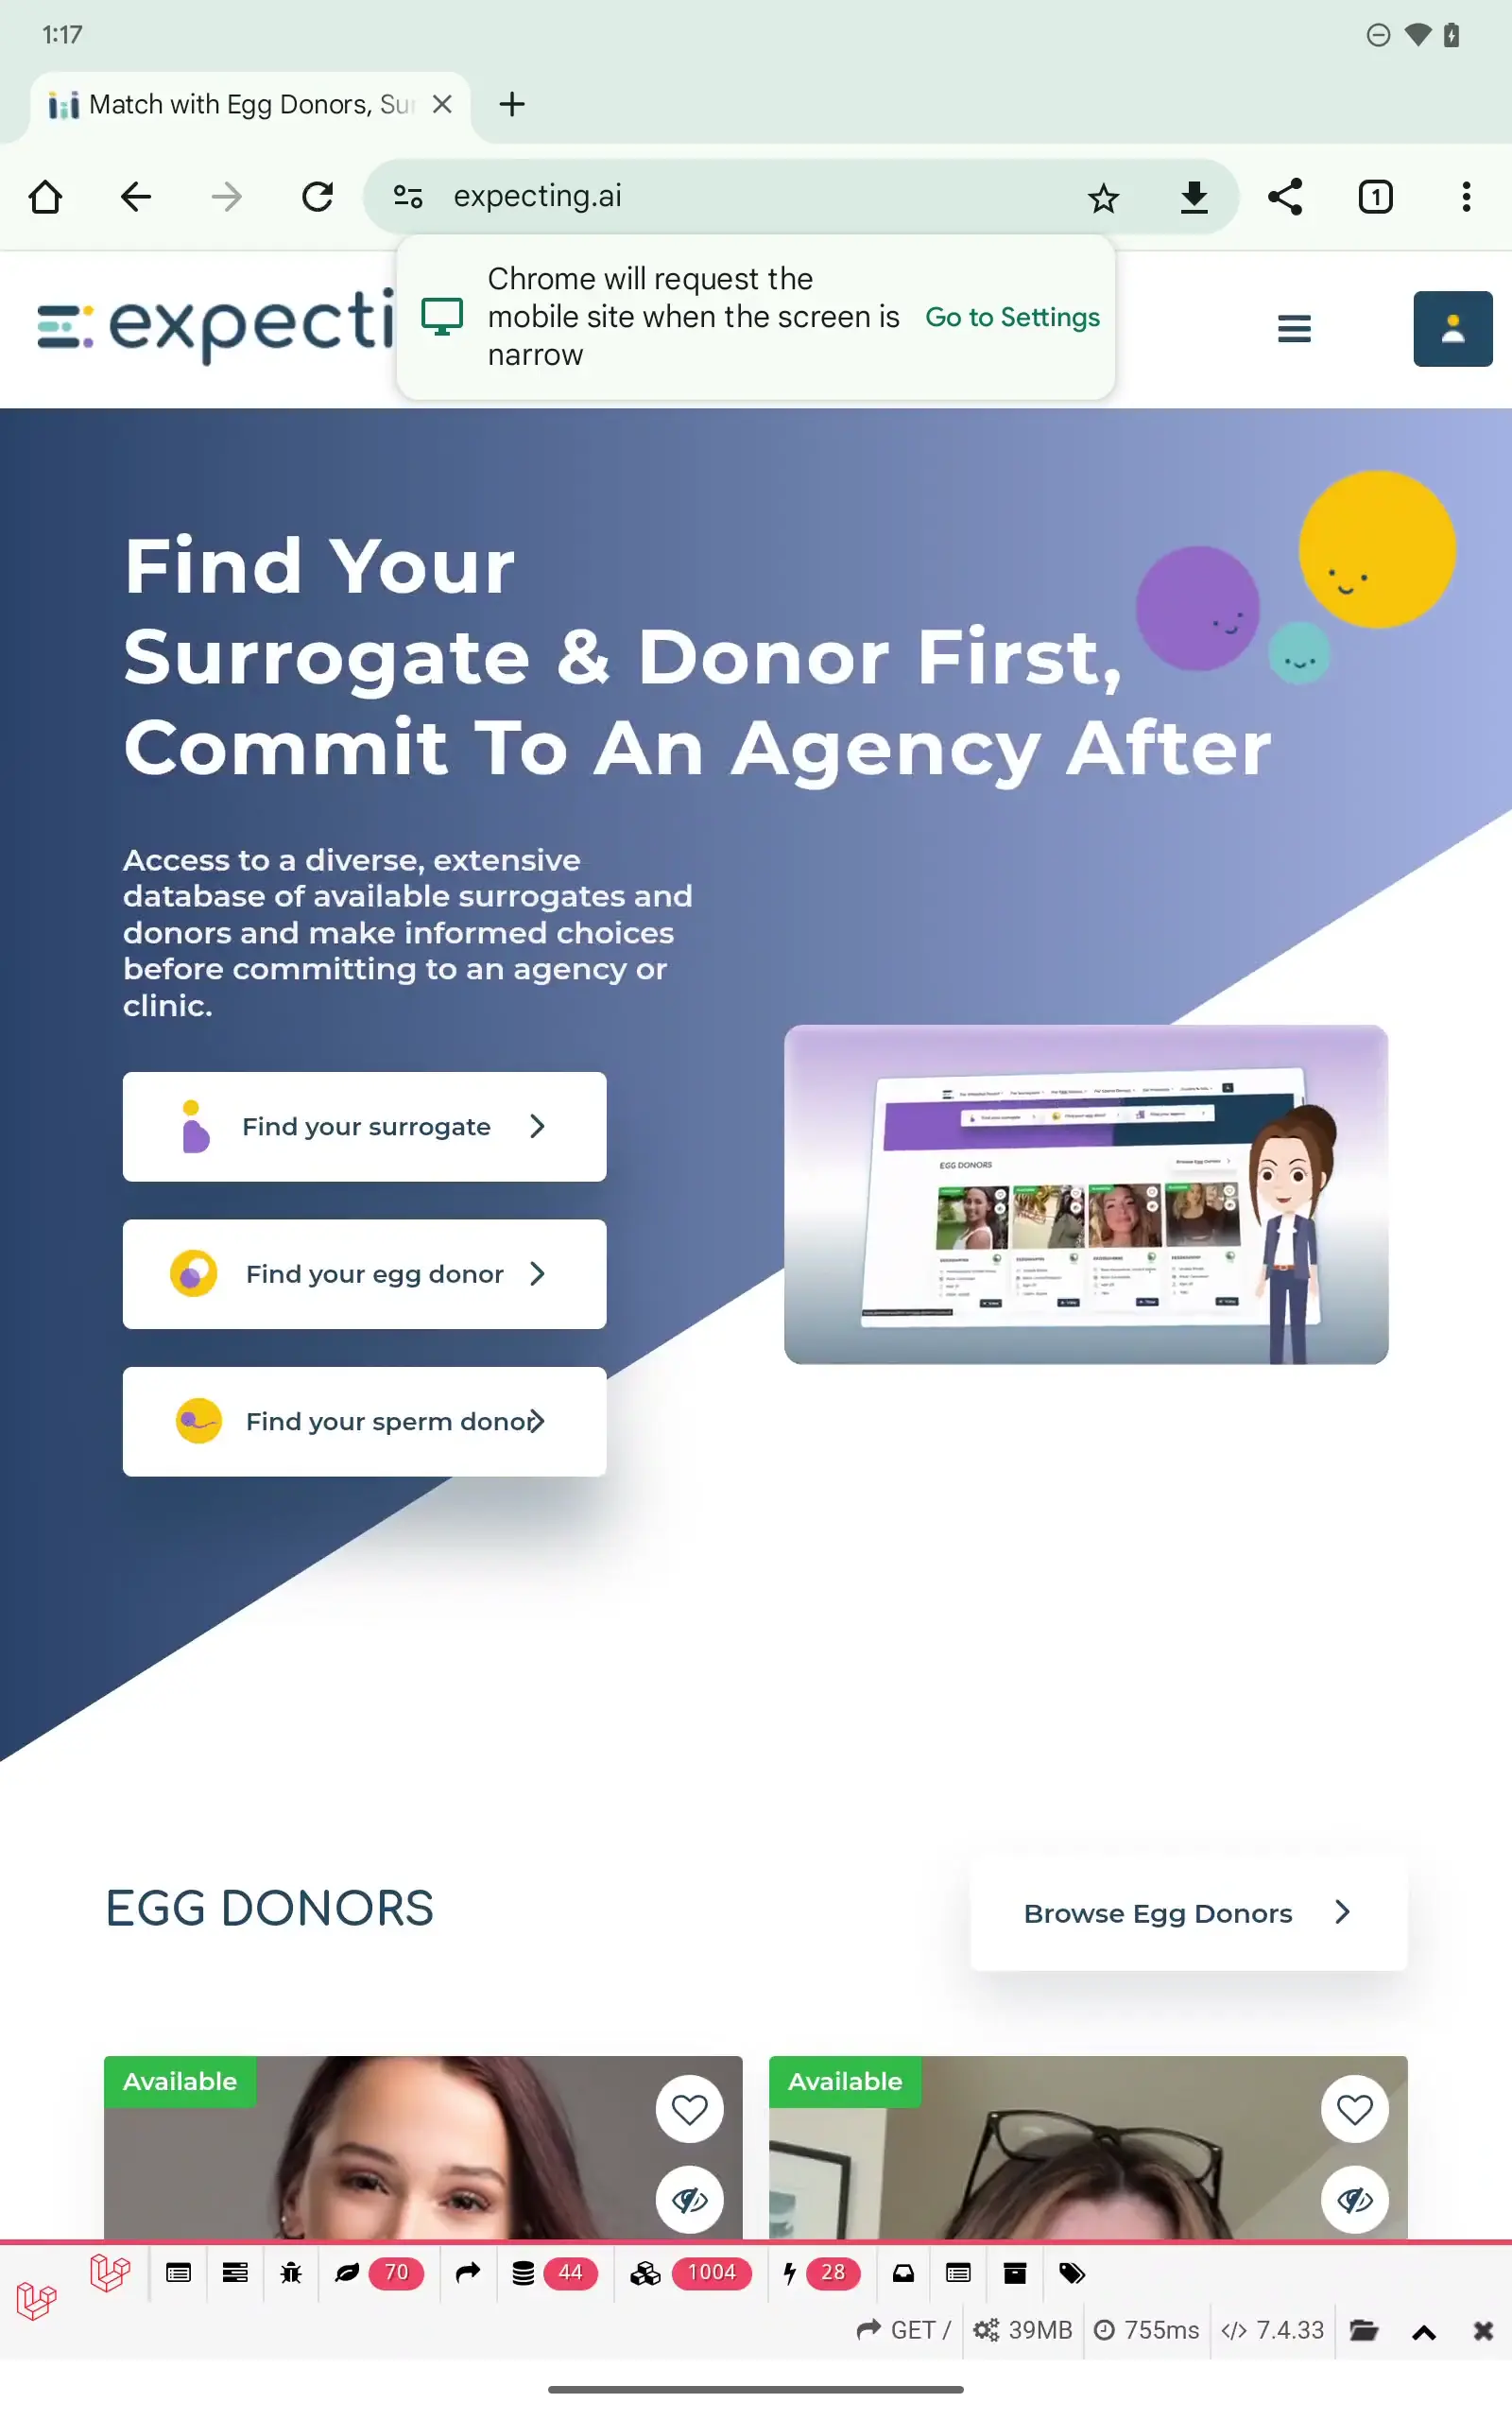 1:17
Match with Egg Donors, Sur
expecting.ai
1
Chrome will request the
mobile site when the screen is
narrow
Go to Settings
expecti
Find Your
Surrogate & Donor First,
Commit To An Agency After
Access to a diverse, extensive
database of available surrogates and
donors and make informed choices
before committing to an agency or
clinic.
Find your surrogate
Find your egg donor
Find your sperm donor
EGG DONORS
EGG DONORS
Browse Egg Donors
Available
Available
70
44
1004
28
GET /
39MB
755ms
7.4.33